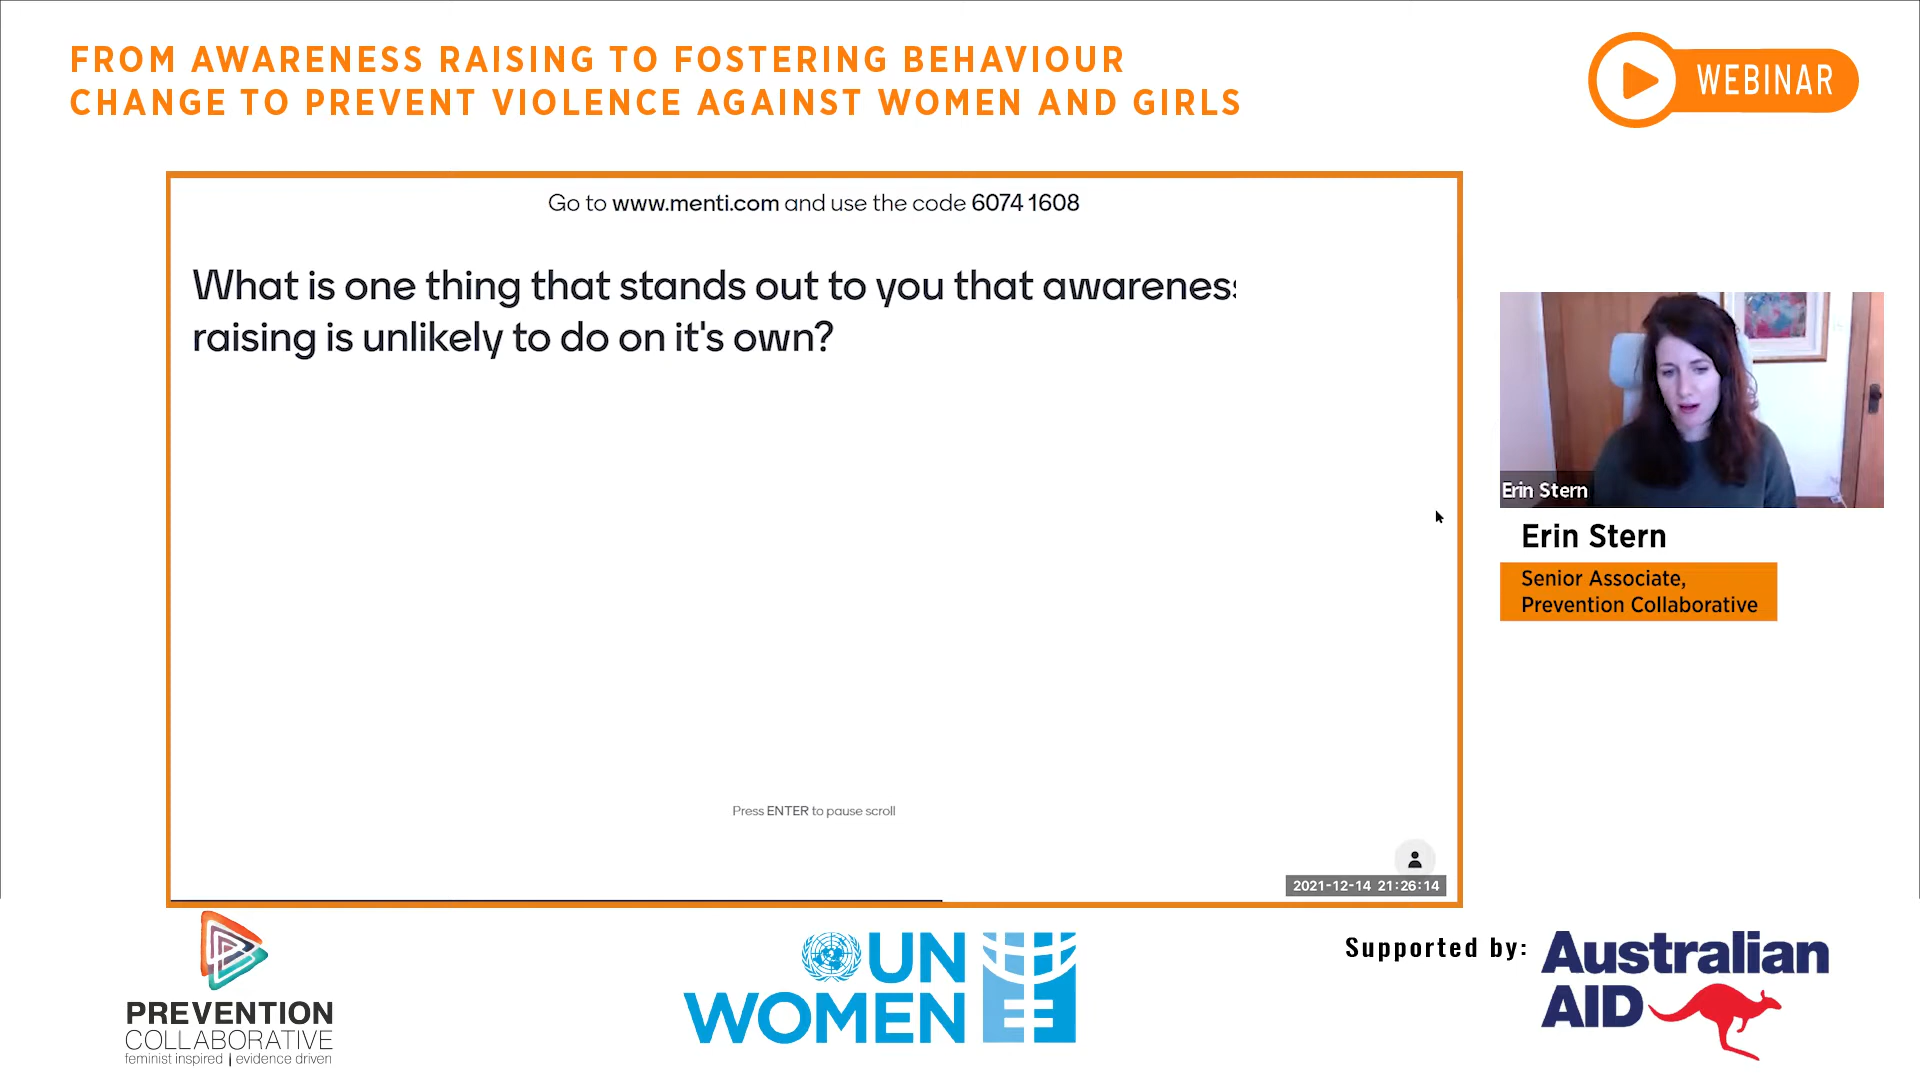 FROM AWARENESS RAISING TO FOSTERING BEHAVIOUR
CHANGE TO PREVENT VIOLENCE AGAINST WOMEN AND GIRLS
WEBINAR
Go to www.menti.com and use the code 6074 1608
What is one thing that stands out to you that awarenes
raising is unlikely to do on it's own?
Press ENTER to pause scroll
2021-12-14 21:26:14
Erin Stern
Erin Stern
Senior Associate,
Prevention Collaborative
PREVENTION
COLLABORATIVE
feminist inspired | evidence driven
UN
WOMEN
Supported by:
Australian
AID